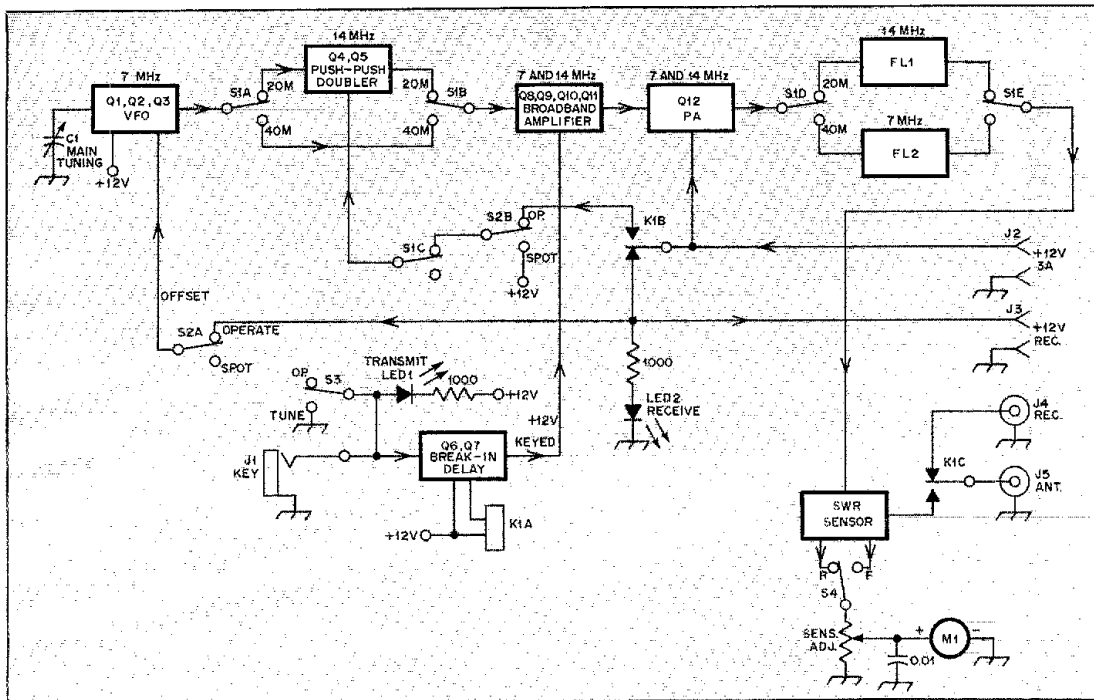 14 MHz
Q4, Q5
PUSH-PUSH
DOUBLER
14 MHz
FL1
7 MHz
Q1, Q2, Q3
VFO
S1A
20M
40M
20M
S1B
40M
7 AND 14 MHz
Q8, Q9, Q10, Q11
BROADBAND
AMPLIFIER
7 AND 14 MHz
Q12
PA
S1D
20M
40M
S1E
7 MHz
FL2
C1
MAIN
TUNING
+12V
S2B
OP.
SPOT
+12V
S1C
K1B
J2
+12V
3A
OFFSET
S2A
OPERATE
SPOT
J3
+12V
REC.
OP.
S3
TUNE
TRANSMIT
LED1
1000
+12V
1000
LED2
RECEIVE
+12V
KEYED
J1
KEY
Q6, Q7
BREAK-IN
DELAY
+12V
K1A
J4
REC.
K1C
J5
ANT.
SWR
SENSOR
R
F
S4
SENS.
ADJ.
+
M1
-
0.01